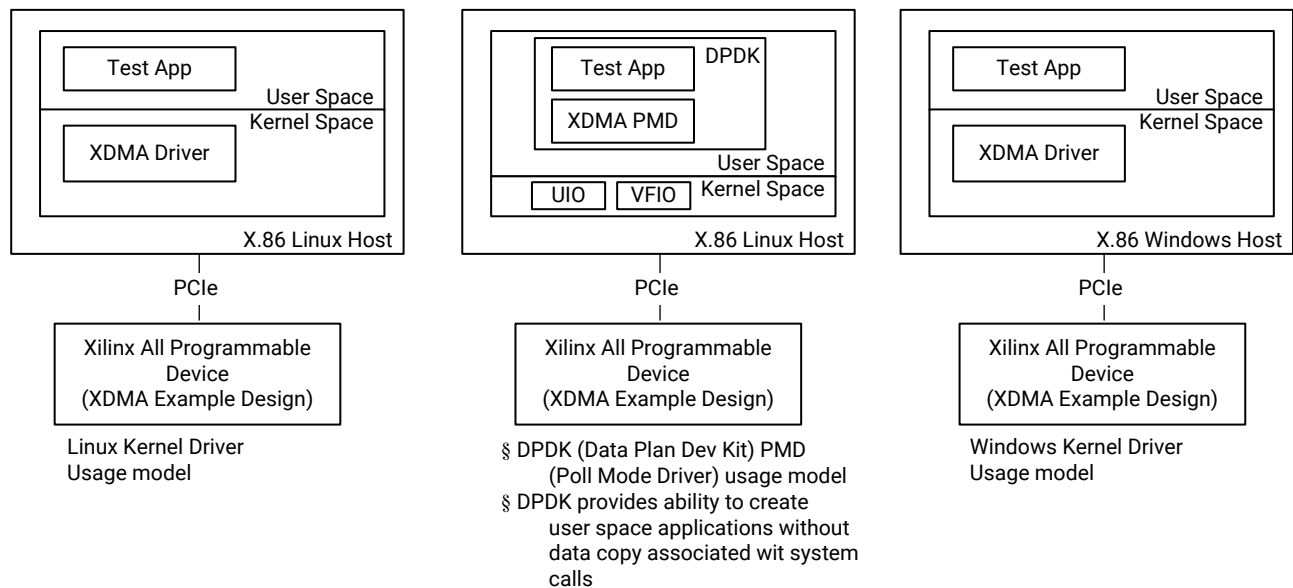 Test App
User Space
Kernel Space
XDMA Driver
X.86 Linux Host
PCIe
Xilinx All Programmable
Device
(XDMA Example Design)
Linux Kernel Driver
Usage model
DPDK
Test App
XDMA PMD
User Space
Kernel Space
UIO
VFIO
X.86 Linux Host
PCIe
Xilinx All Programmable
Device
(XDMA Example Design)
§ DPDK (Data Plan Dev Kit) PMD
(Poll Mode Driver) usage model
§ DPDK provides ability to create
user space applications without
data copy associated wit system
calls
Test App
User Space
Kernel Space
XDMA Driver
X.86 Windows Host
PCIe
Xilinx All Programmable
Device
(XDMA Example Design)
Windows Kernel Driver
Usage model